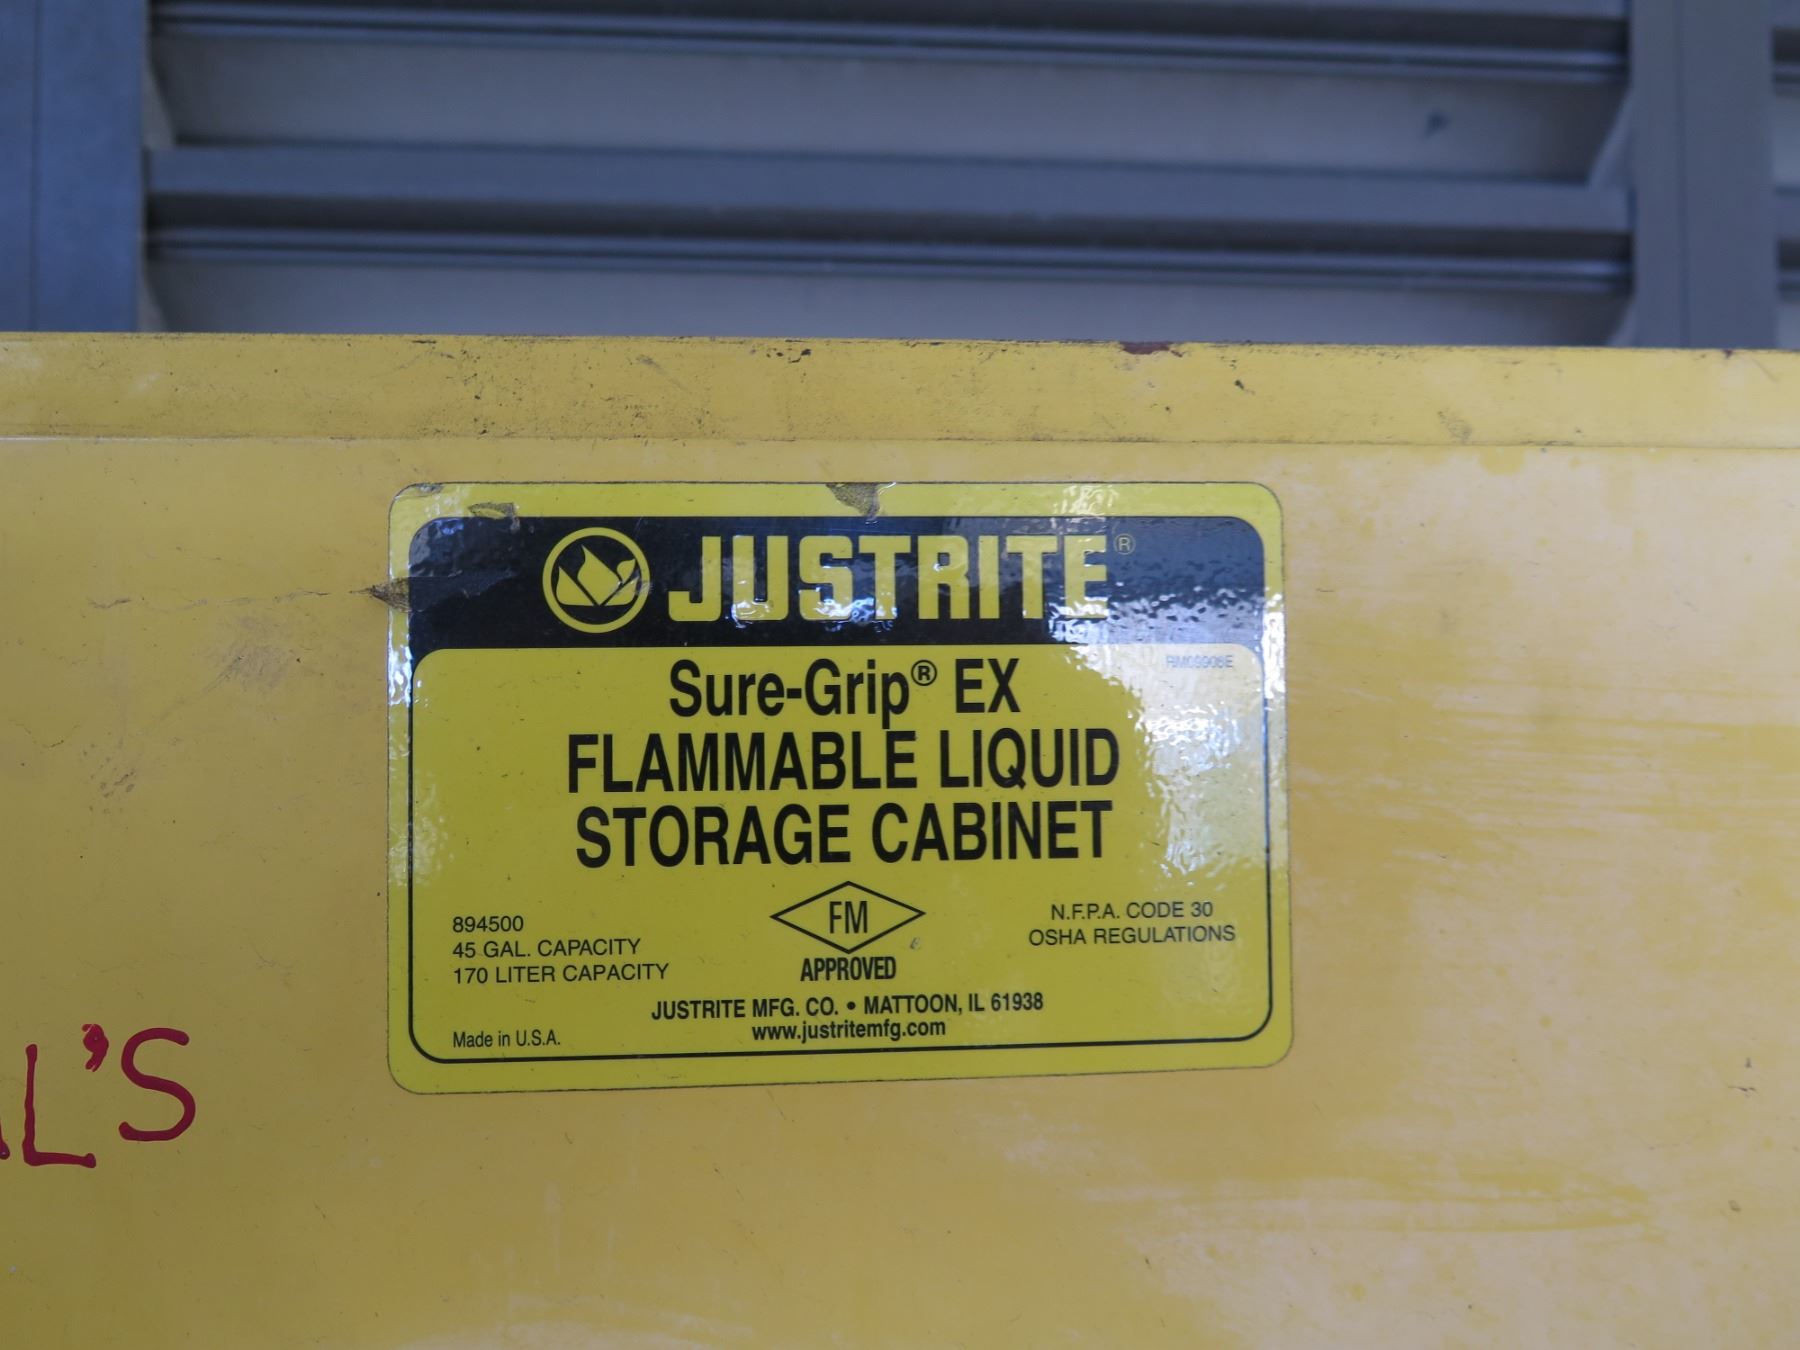 JUSTRITE®
Sure-Grip® EX
FLAMMABLE LIQUID
STORAGE CABINET
894500
45 GAL. CAPACITY
170 LITER CAPACITY
FM
APPROVED
N.F.P.A. CODE 30
OSHA REGULATIONS
JUSTRITE MFG. CO. • MATTOON, IL 61938
www.justritemfg.com
Made in U.S.A.
L'S